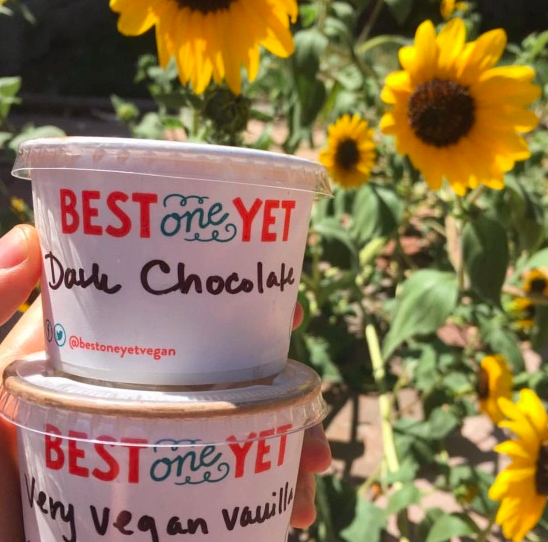 BEST one YET
Dark Chocolate
@bestoneyetvegan
BEST one YET
Very Vegan Vanilla